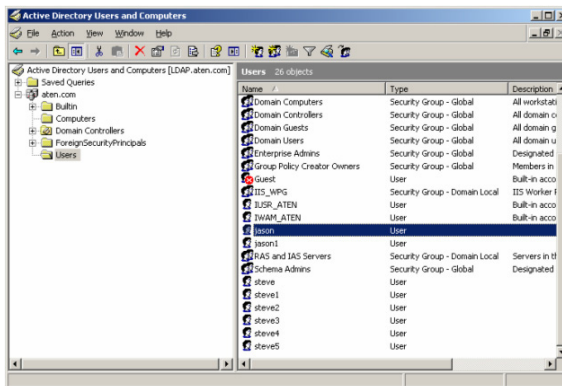 Active Directory Users and Computers
File Action View Window Help
Active Directory Users and Computers [LDAP.aten.com]
Saved Queries
aten.com
Builtin
Computers
Domain Controllers
ForeignSecurityPrincipals
Users
Users 26 objects
Name Type Description
Domain Computers Security Group - Global All workstati
Domain Controllers Security Group - Global All domain c
Domain Guests Security Group - Global All domain g
Domain Users Security Group - Global All domain u
Enterprise Admins Security Group - Global Designated
Group Policy Creator Owners Security Group - Global Members in
Guest User Built-in acco
IIS_WPG Security Group - Domain Local IIS Worker
IUSR_ATEN User Built-in acco
IWAM_ATEN User Built-in acco
jason User
jason1 User
RAS and IAS Servers Security Group - Domain Local Servers in th
Schema Admins Security Group - Global Designated
steve User
steve1 User
steve2 User
steve3 User
steve4 User
steve5 User